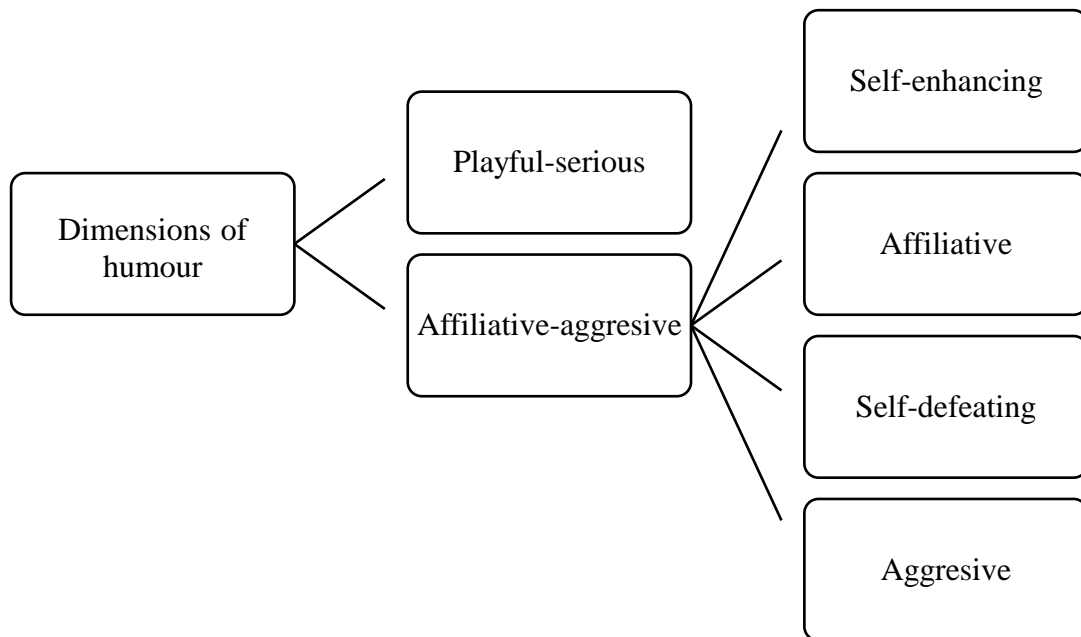 Dimensions of
humour
Playful-serious
Affiliative-aggresive
Self-enhancing
Affiliative
Self-defeating
Aggresive